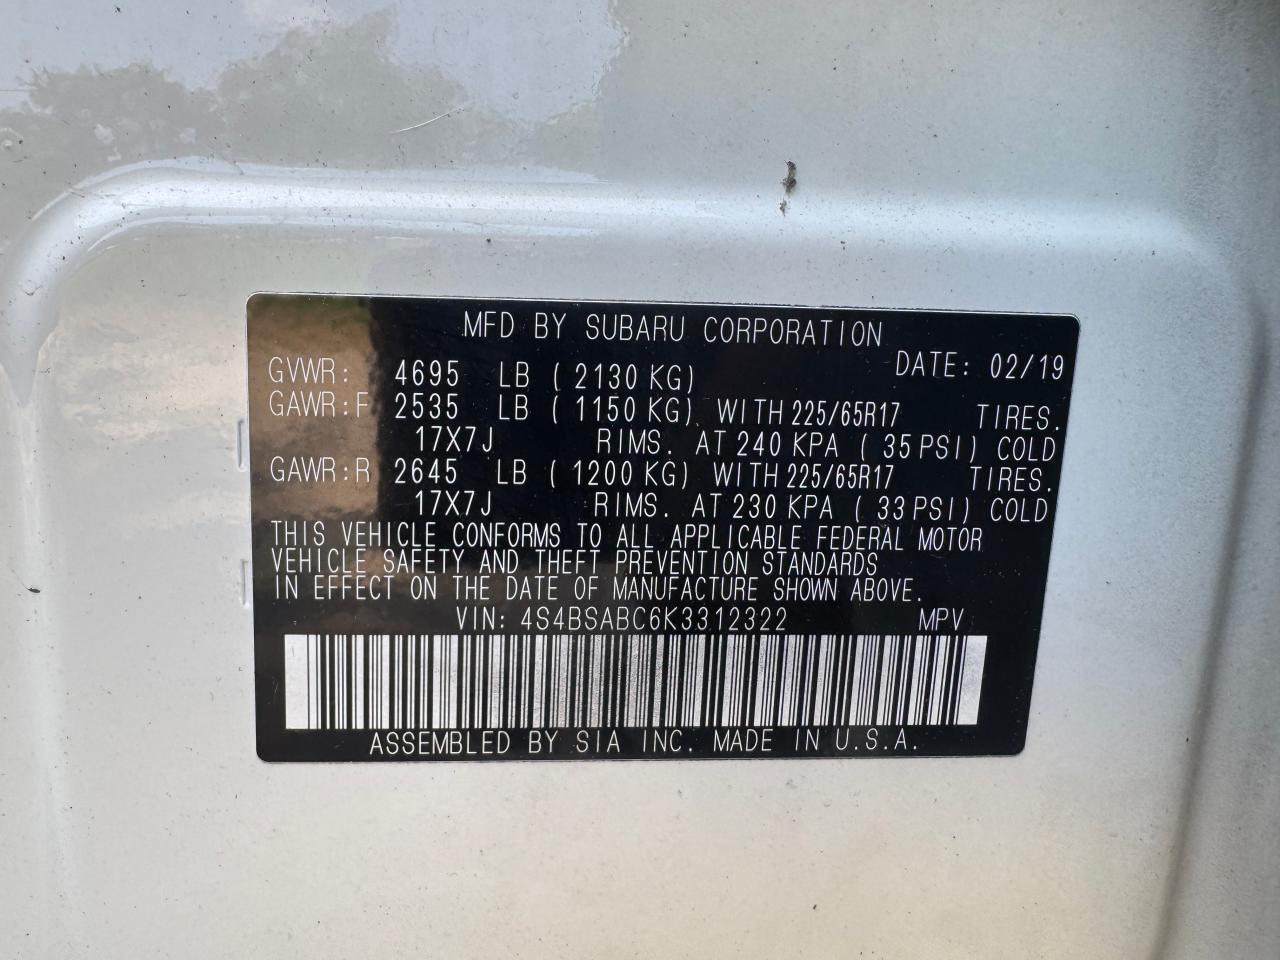 MFD BY SUBARU CORPORATION
DATE: 02/19
GVWR: 4695 LB ( 2130 KG)
GAWR:F 2535 LB ( 1150 KG) WITH 225/65R17 TIRES.
17X7J RIMS. AT 240 KPA ( 35 PSI) COLD
GAWR:R 2645 LB ( 1200 KG) WITH 225/65R17 TIRES.
17X7J RIMS. AT 230 KPA ( 33 PSI) COLD
THIS VEHICLE CONFORMS TO ALL APPLICABLE FEDERAL MOTOR
VEHICLE SAFETY AND THEFT PREVENTION STANDARDS
IN EFFECT ON THE DATE OF MANUFACTURE SHOWN ABOVE.
VIN: 4S4BSABC6K3312322 MPV
ASSEMBLED BY SIA INC. MADE IN U.S.A.